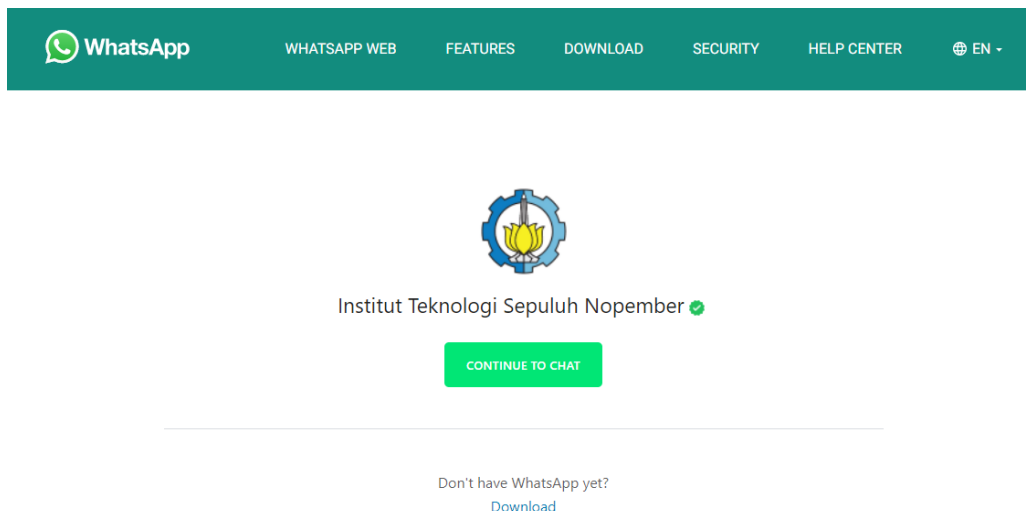 WhatsApp WHATSAPP WEB FEATURES DOWNLOAD SECURITY HELP CENTER EN
Institut Teknologi Sepuluh Nopember
CONTINUE TO CHAT
Don't have WhatsApp yet?
Download